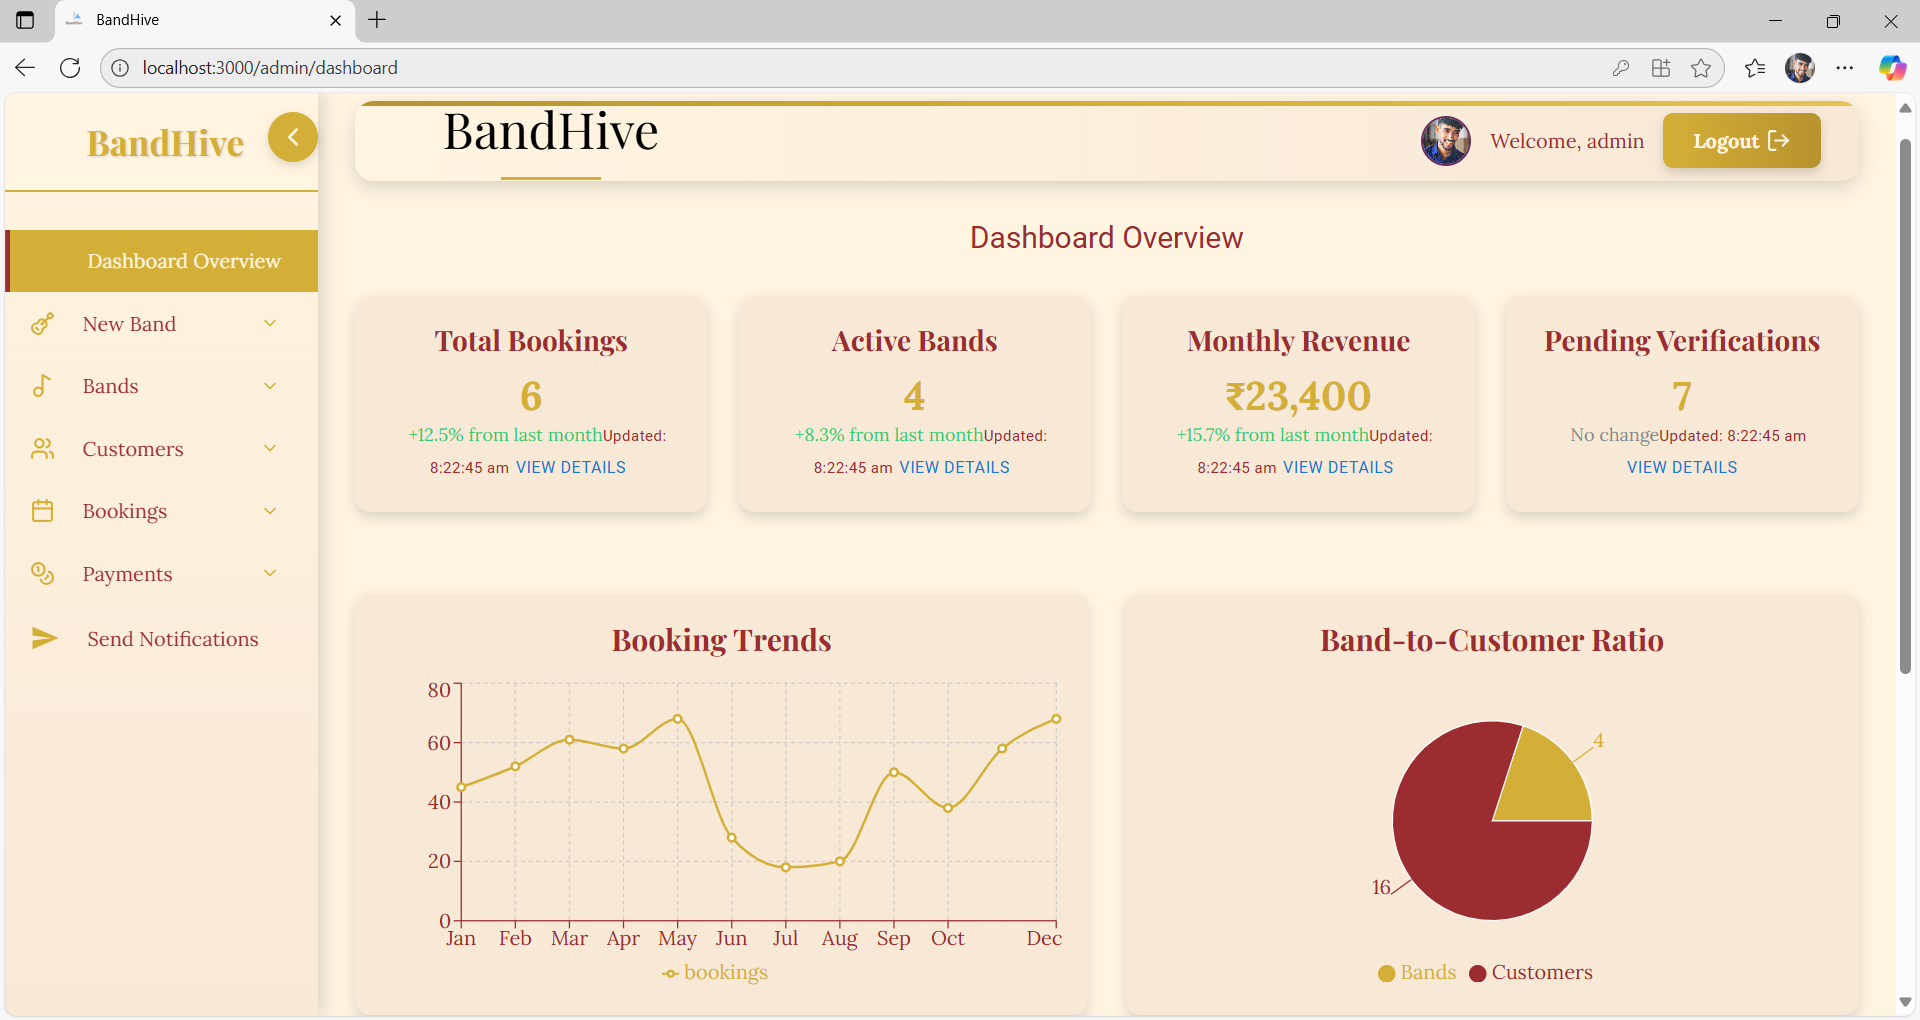 BandHive
localhost:3000/admin/dashboard
BandHive
BandHive
Welcome, admin
Logout
Dashboard Overview
New Band
Bands
Customers
Bookings
Payments
Send Notifications
Dashboard Overview
Total Bookings
6
+12.5% from last monthUpdated:
8:22:45 am VIEW DETAILS
Active Bands
4
+8.3% from last monthUpdated:
8:22:45 am VIEW DETAILS
Monthly Revenue
₹23,400
+15.7% from last monthUpdated:
8:22:45 am VIEW DETAILS
Pending Verifications
7
No changeUpdated: 8:22:45 am
VIEW DETAILS
Booking Trends
80
60
40
20
0
Jan Feb Mar Apr May Jun Jul Aug Sep Oct Dec
bookings
Band-to-Customer Ratio
4
16
Bands Customers